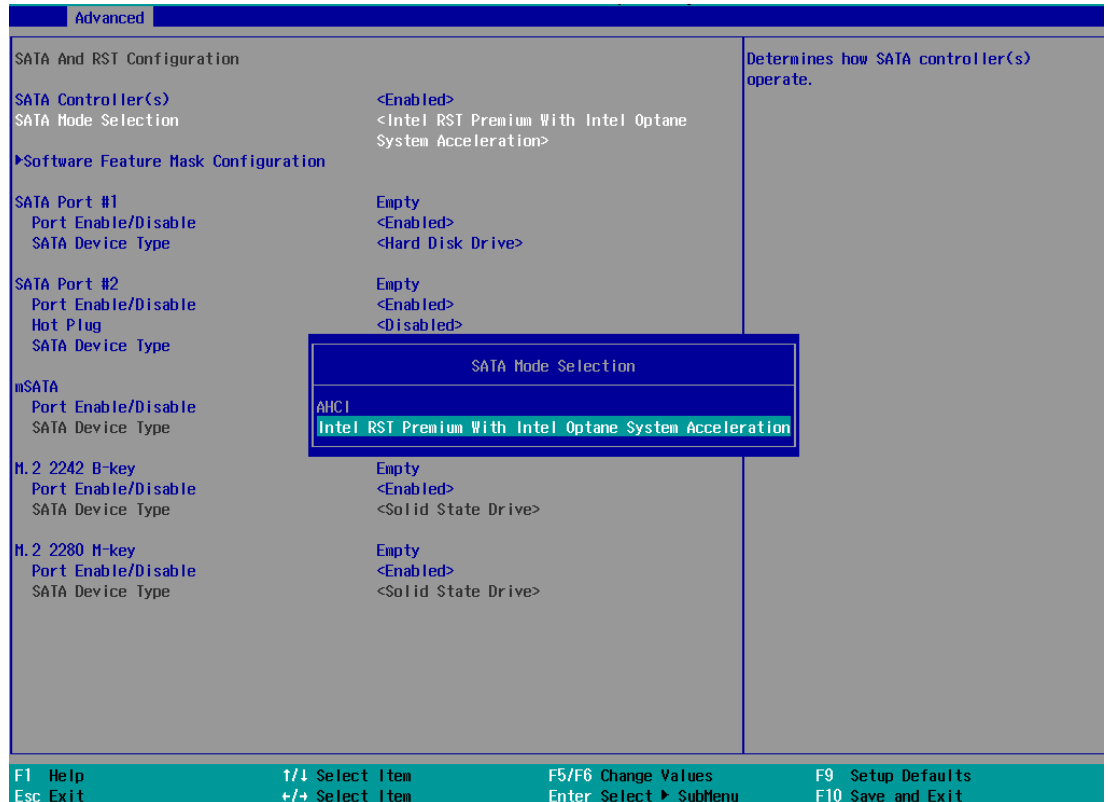 Advanced
SATA And RST Configuration
Determines how SATA controller(s)
operate.
SATA Controller(s) <Enabled>
SATA Mode Selection <Intel RST Premium With Intel Optane
System Acceleration>
▶Software Feature Mask Configuration
SATA Port #1 Empty
Port Enable/Disable <Enabled>
SATA Device Type <Hard Disk Drive>
SATA Port #2 Empty
Port Enable/Disable <Enabled>
Hot Plug <Disabled>
SATA Device Type
mSATA
Port Enable/Disable
SATA Device Type
SATA Mode Selection
AHCI
Intel RST Premium With Intel Optane System Acceleration
M.2 2242 B-key Empty
Port Enable/Disable <Enabled>
SATA Device Type <Solid State Drive>
M.2 2280 M-key Empty
Port Enable/Disable <Enabled>
SATA Device Type <Solid State Drive>
F1 Help ↑/↓ Select Item F5/F6 Change Values F9 Setup Defaults
Esc Exit ←/→ Select Item Enter Select ▶ SubMenu F10 Save and Exit